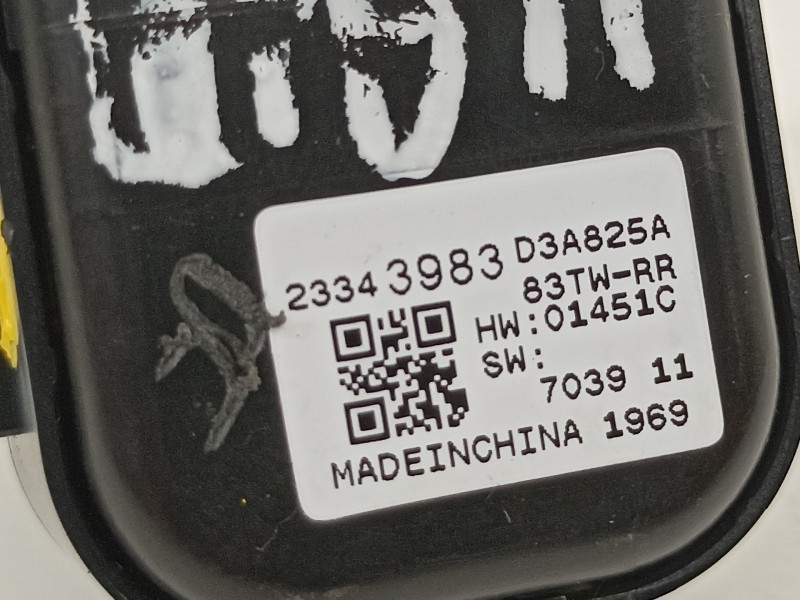 23343983 D3A825A
83TW-RR
HW:01451C
SW:
7039 11
MADEINCHINA 1969